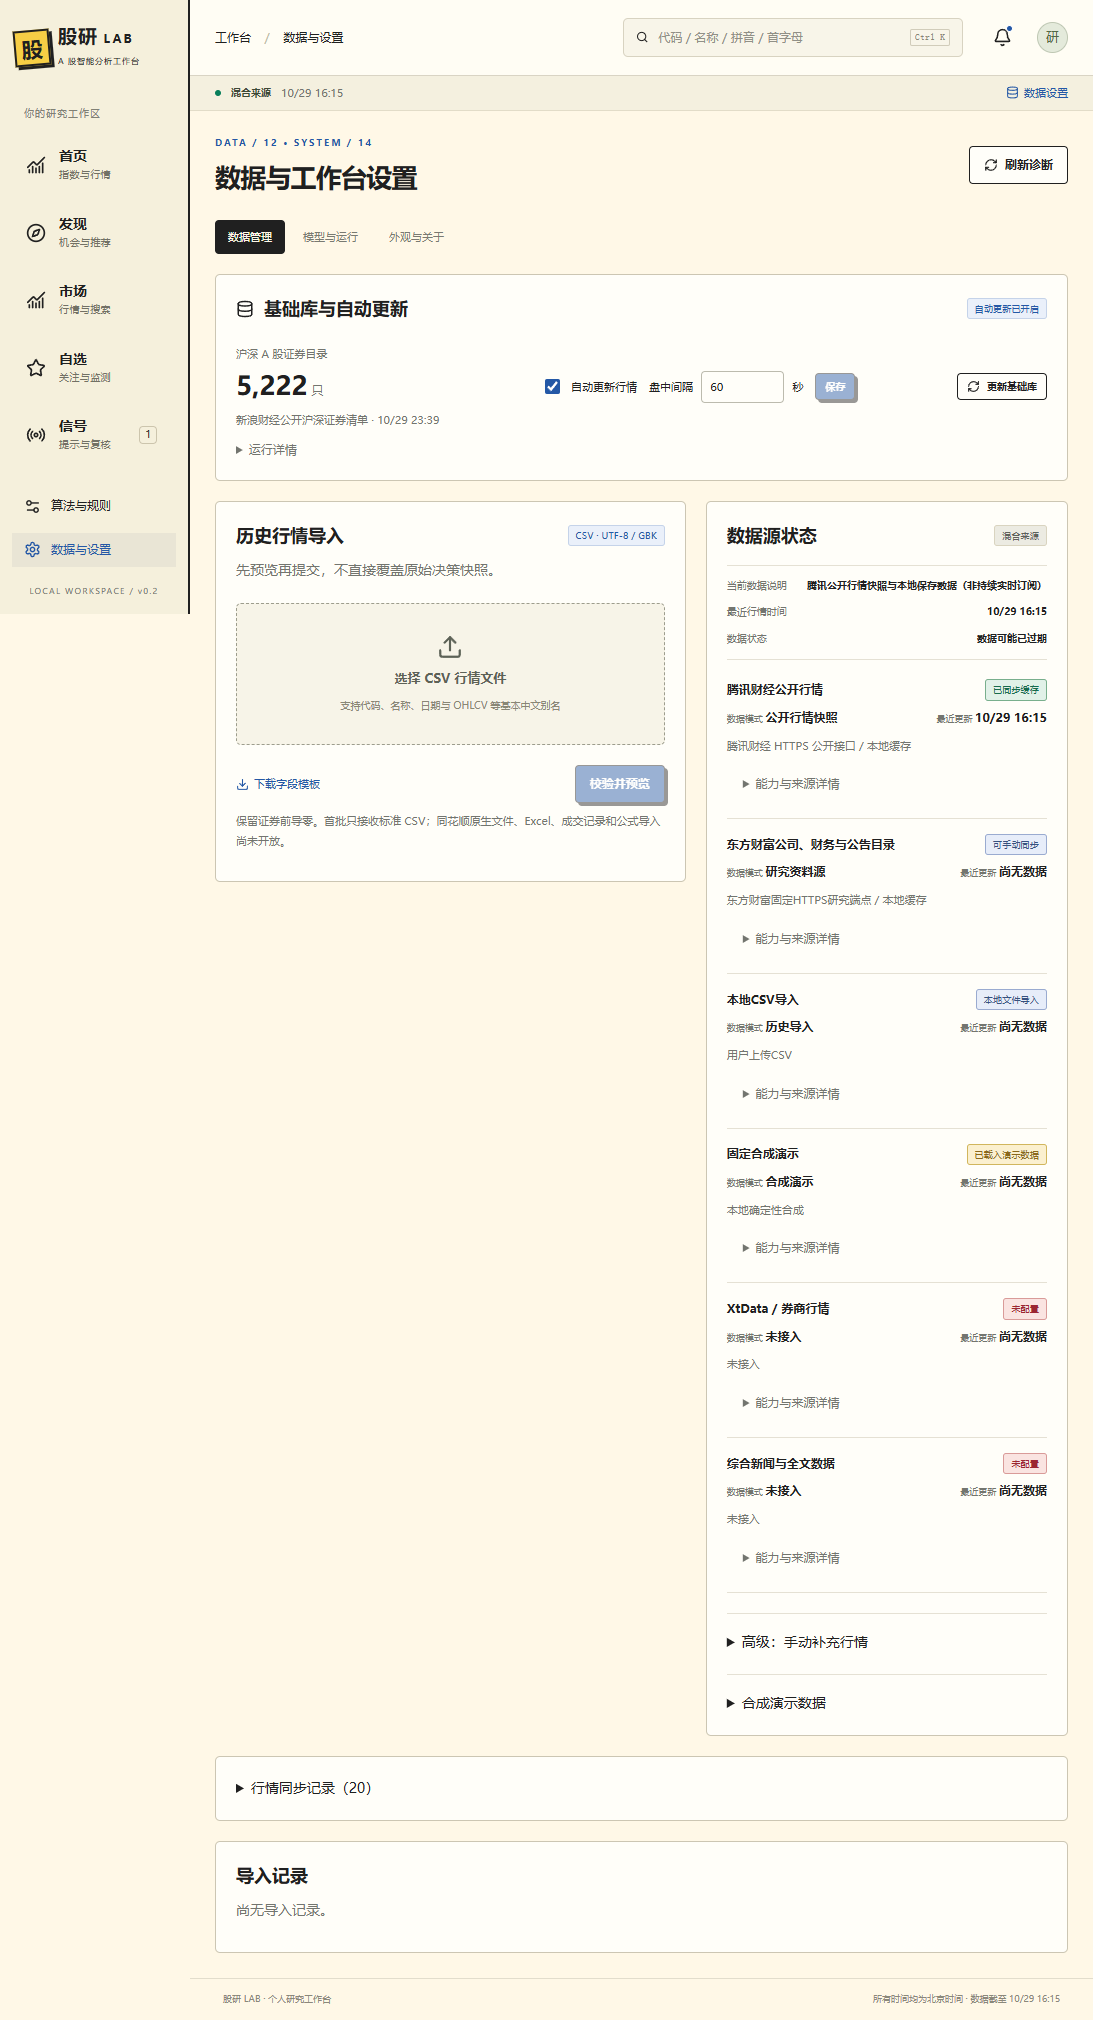 股
股研 LAB
A 股智能分析工作台
你的研究工作区
首页
指数与行情
发现
机会与推荐
市场
行情与搜索
自选
关注与监测
信号
提示与复核
1
算法与规则
数据与设置
LOCAL WORKSPACE / v0.2
工作台 / 数据与设置
代码 / 名称 / 拼音 / 首字母
Ctrl K
研
混合来源 10/29 16:15
数据设置
DATA / 12 • SYSTEM / 14
数据与工作台设置
刷新诊断
数据管理
模型与运行
外观与关于
基础库与自动更新
自动更新已开启
沪深 A 股证券目录
5,222 只
自动更新行情
盘中间隔
60
秒
保存
更新基础库
新浪财经公开沪深证券清单 · 10/29 23:39
运行详情
历史行情导入
CSV · UTF-8 / GBK
先预览再提交，不直接覆盖原始决策快照。
选择 CSV 行情文件
支持代码、名称、日期与 OHLCV 等基本中文别名
下载字段模板
校验并预览
保留证券前导零。首批只接收标准 CSV；同花顺原生文件、Excel、成交记录和公式导入
尚未开放。
数据源状态
混合来源
当前数据说明 腾讯公开行情快照与本地保存数据（非持续实时订阅）
最近行情时间 10/29 16:15
数据状态 数据可能已过期
腾讯财经公开行情
已同步缓存
数据模式 公开行情快照
最近更新 10/29 16:15
腾讯财经 HTTPS 公开接口 / 本地缓存
能力与来源详情
东方财富公司、财务与公告目录
可手动同步
数据模式 研究资料源
最近更新 尚无数据
东方财富固定HTTPS研究端点 / 本地缓存
能力与来源详情
本地CSV导入
本地文件导入
数据模式 历史导入
最近更新 尚无数据
用户上传CSV
能力与来源详情
固定合成演示
已载入演示数据
数据模式 合成演示
最近更新 尚无数据
本地确定性合成
能力与来源详情
XtData / 券商行情
未配置
数据模式 未接入
最近更新 尚无数据
未接入
能力与来源详情
综合新闻与全文数据
未配置
数据模式 未接入
最近更新 尚无数据
未接入
能力与来源详情
高级：手动补充行情
合成演示数据
行情同步记录（20）
导入记录
尚无导入记录。
股研 LAB · 个人研究工作台
所有时间均为北京时间 · 数据截至 10/29 16:15